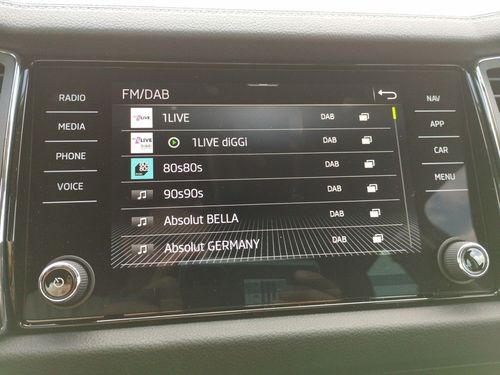 FM/DAB
RADIO
MEDIA
PHONE
VOICE
1LIVE DAB
1LIVE diGGi DAB
80s80s DAB
90s90s DAB
Absolut BELLA DAB
Absolut GERMANY DAB
NAV
APP
CAR
MENU